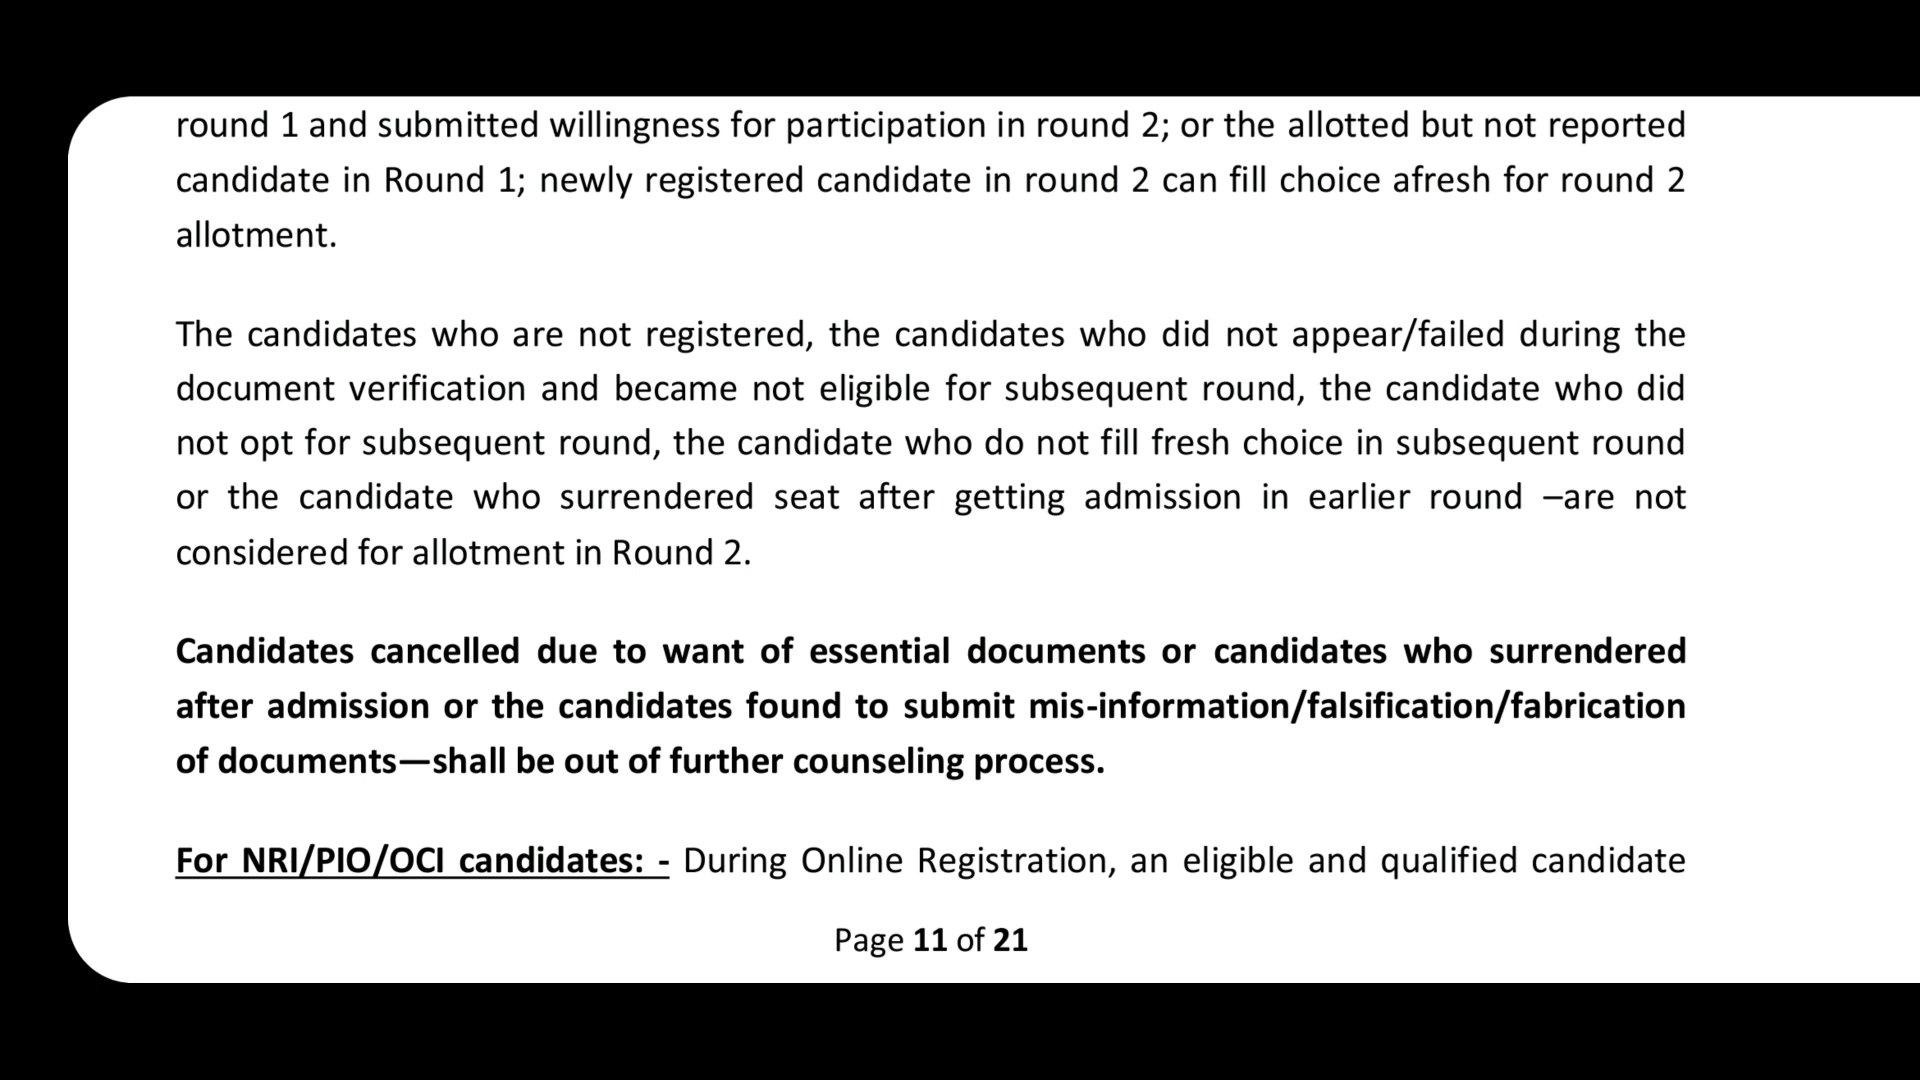 round 1 and submitted willingness for participation in round 2; or the allotted but not reported
candidate in Round 1; newly registered candidate in round 2 can fill choice afresh for round 2
allotment.
The candidates who are not registered, the candidates who did not appear/failed during the
document verification and became not eligible for subsequent round, the candidate who did
not opt for subsequent round, the candidate who do not fill fresh choice in subsequent round
or the candidate who surrendered seat after getting admission in earlier round –are not
considered for allotment in Round 2.
Candidates cancelled due to want of essential documents or candidates who surrendered
after admission or the candidates found to submit mis-information/falsification/fabrication
of documents—shall be out of further counseling process.
For NRI/PIO/OCI candidates: - During Online Registration, an eligible and qualified candidate
Page 11 of 21